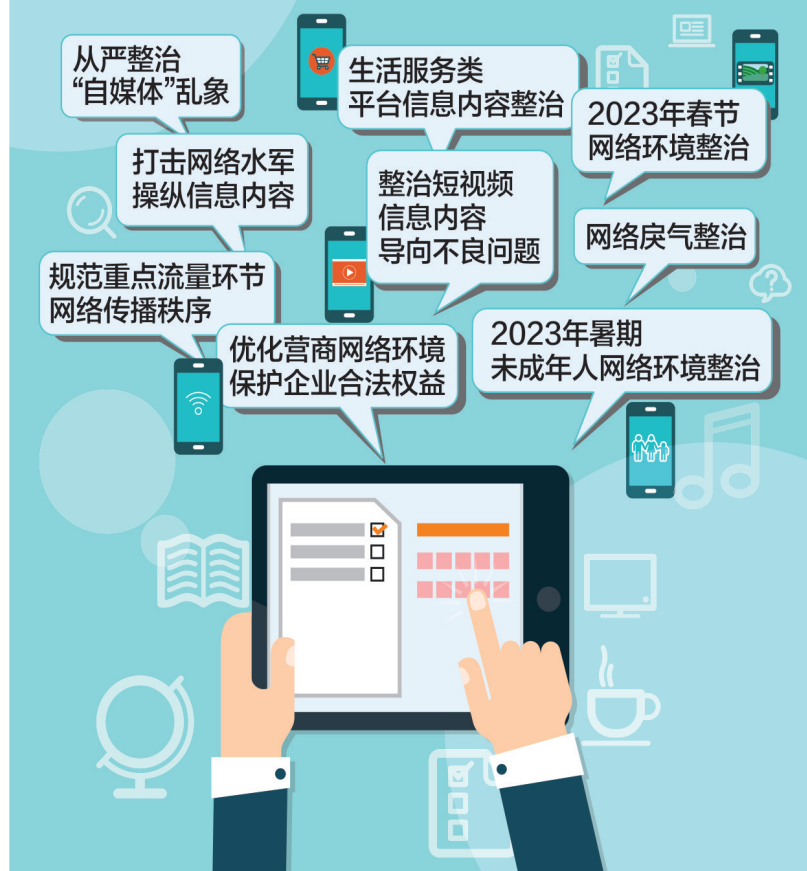 从严整治
“自媒体”乱象
打击网络水军
操纵信息内容
规范重点流量环节
网络传播秩序
优化营商网络环境
保护企业合法权益
生活服务类
平台信息内容整治
整治短视频
信息内容
导向不良问题
2023年春节
网络环境整治
网络戾气整治
2023年暑期
未成年人网络环境整治